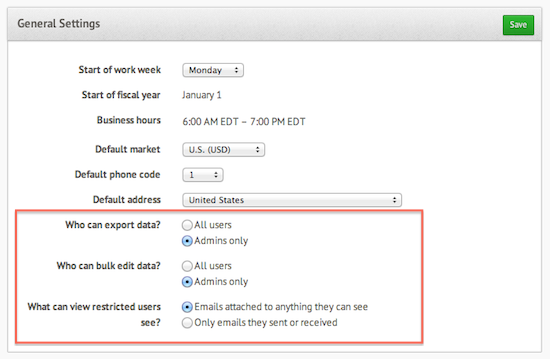 General Settings
Save
Start of work week Monday
Start of fiscal year January 1
Business hours 6:00 AM EDT – 7:00 PM EDT
Default market U.S. (USD)
Default phone code 1
Default address United States
Who can export data? All users
Admins only
Who can bulk edit data? All users
Admins only
What can view restricted users Emails attached to anything they can see
see? Only emails they sent or received